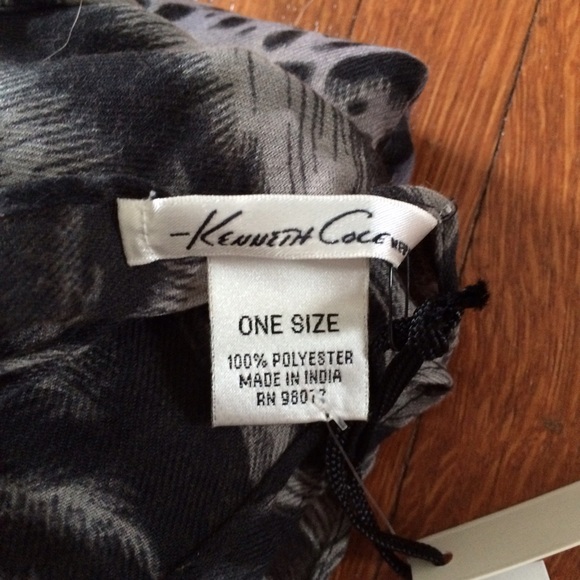 -KENNETH COLE
ONE SIZE
100% POLYESTER
MADE IN INDIA
RN